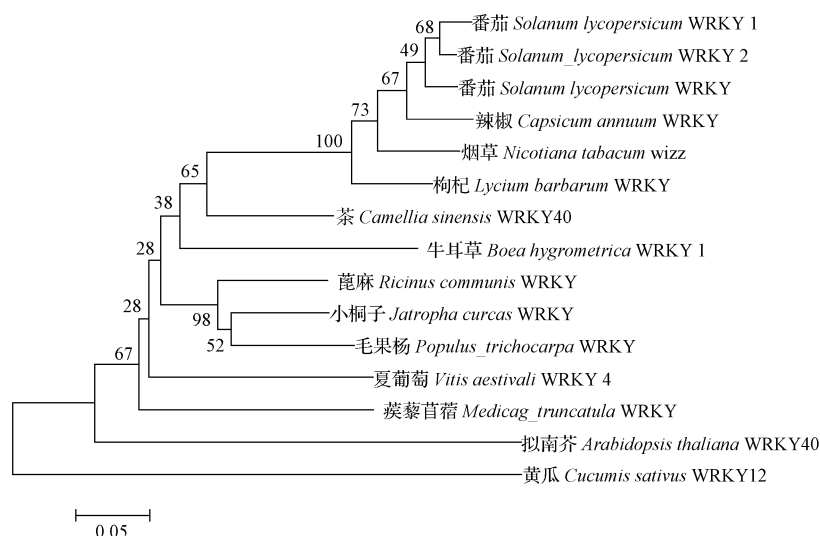 68
番茄 Solanum lycopersicum WRKY 1
49
番茄 Solanum_lycopersicum WRKY 2
67
番茄 Solanum lycopersicum WRKY
73
辣椒 Capsicum annuum WRKY
100
烟草 Nicotiana tabacum wizz
65
枸杞 Lycium barbarum WRKY
38
茶 Camellia sinensis WRKY40
28
牛耳草 Boea hygrometrica WRKY 1
蓖麻 Ricinus communis WRKY
28
98
小桐子 Jatropha curcas WRKY
52
毛果杨 Populus_trichocarpa WRKY
67
夏葡萄 Vitis aestivali WRKY 4
蒺藜苜蓿 Medicag_truncatula WRKY
拟南芥 Arabidopsis thaliana WRKY40
黄瓜 Cucumis sativus WRKY12
0.05